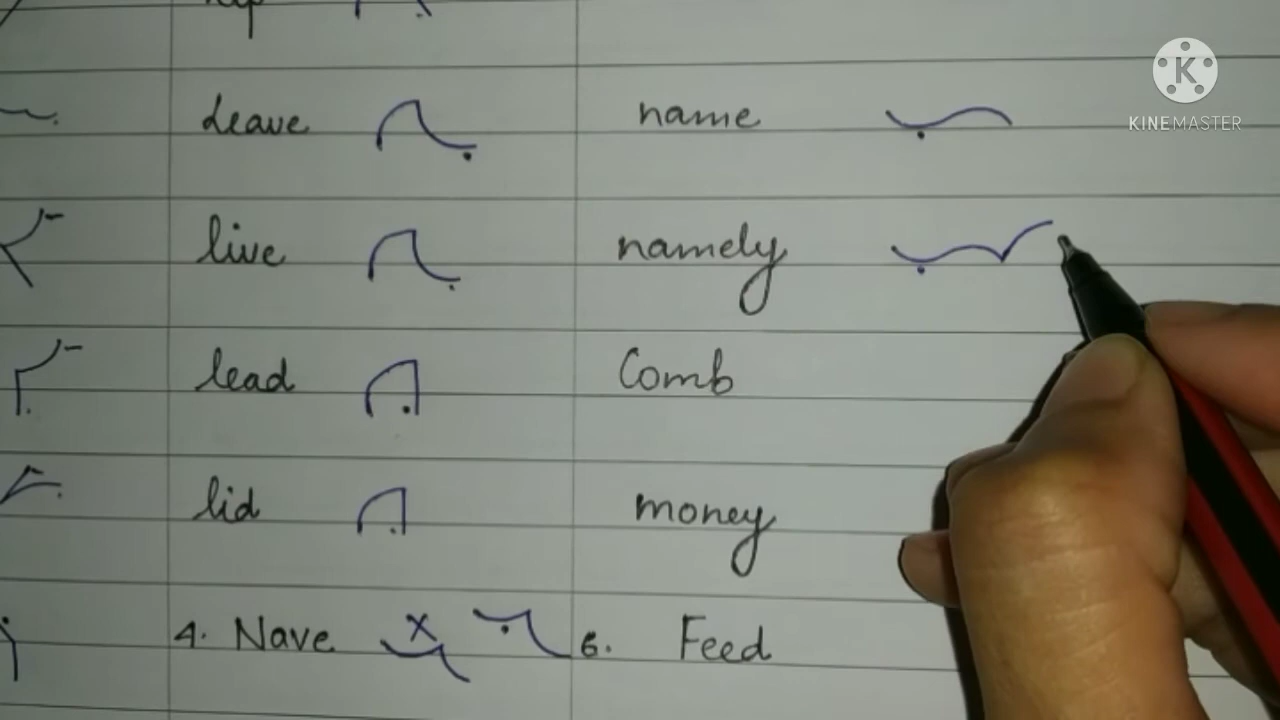 Leave name
live namely
lead Comb
lid money
4. Nave x 6. Feed
K
KINEMASTER